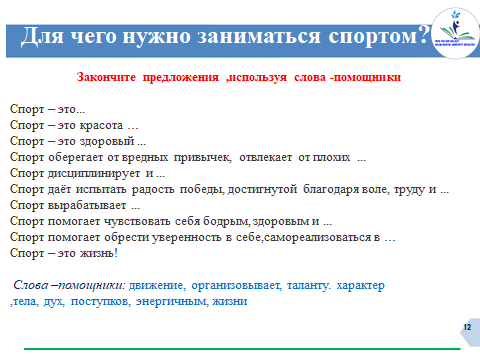 Для чего нужно заниматься спортом?
Закончите предложения ,используя слова -помощники
Спорт – это...
Спорт – это красота …
Спорт – это здоровый ...
Спорт оберегает от вредных привычек, отвлекает от плохих ...
Спорт дисциплинирует и ...
Спорт даёт испытать радость победы, достигнутой благодаря воле, труду и ...
Спорт вырабатывает ...
Спорт помогает чувствовать себя бодрым, здоровым и ...
Спорт помогает обрести уверенность в себе,самореализоваться в …
Спорт – это жизнь!
Слова –помощники: движение, организовывает, таланту. характер
,тела, дух, поступков, энергичным, жизни
12